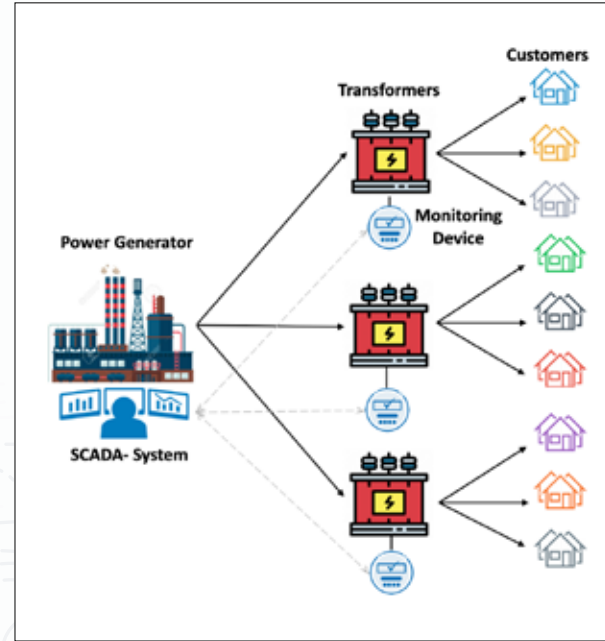 Customers
Transformers
Monitoring
Device
Power Generator
SCADA- System